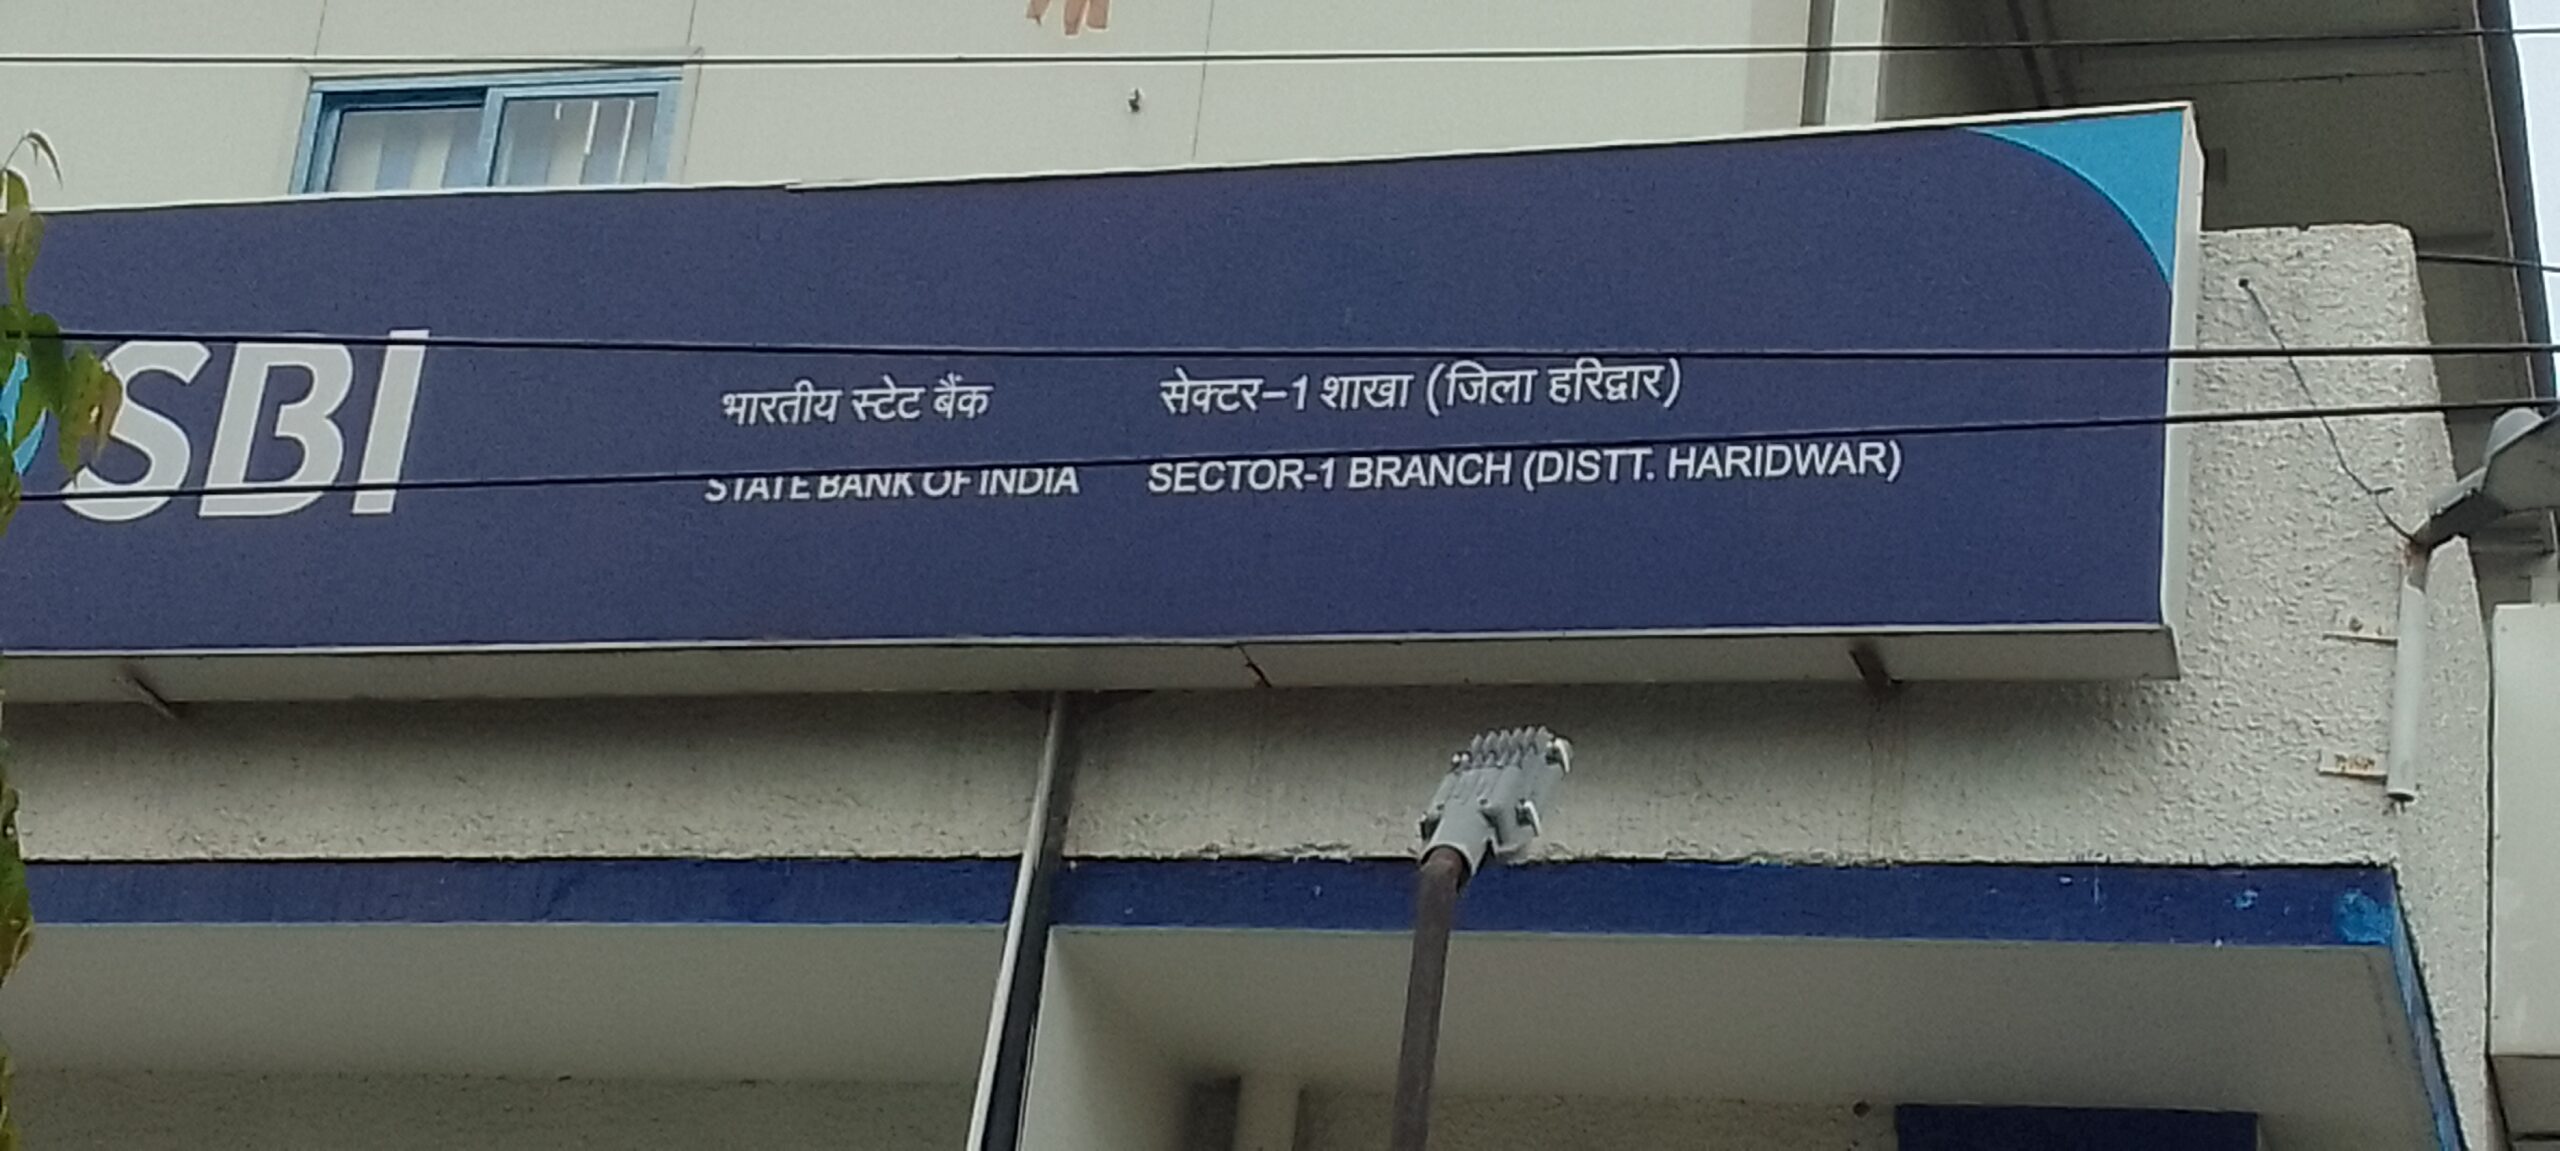 SBI
भारतीय स्टेट बैंक
STATE BANK OF INDIA
सेक्टर-1 शाखा (जिला हरिद्वार)
SECTOR-1 BRANCH (DISTT. HARIDWAR)